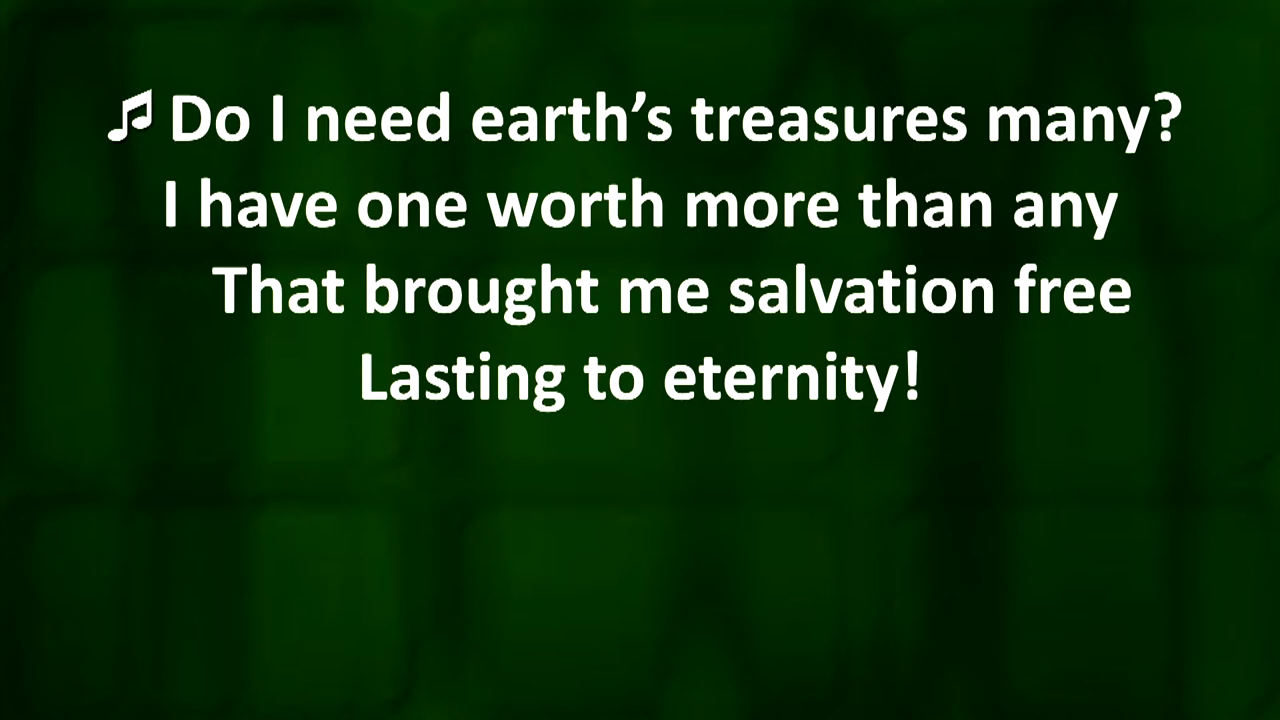 ♫ Do I need earth’s treasures many?
I have one worth more than any
That brought me salvation free
Lasting to eternity!